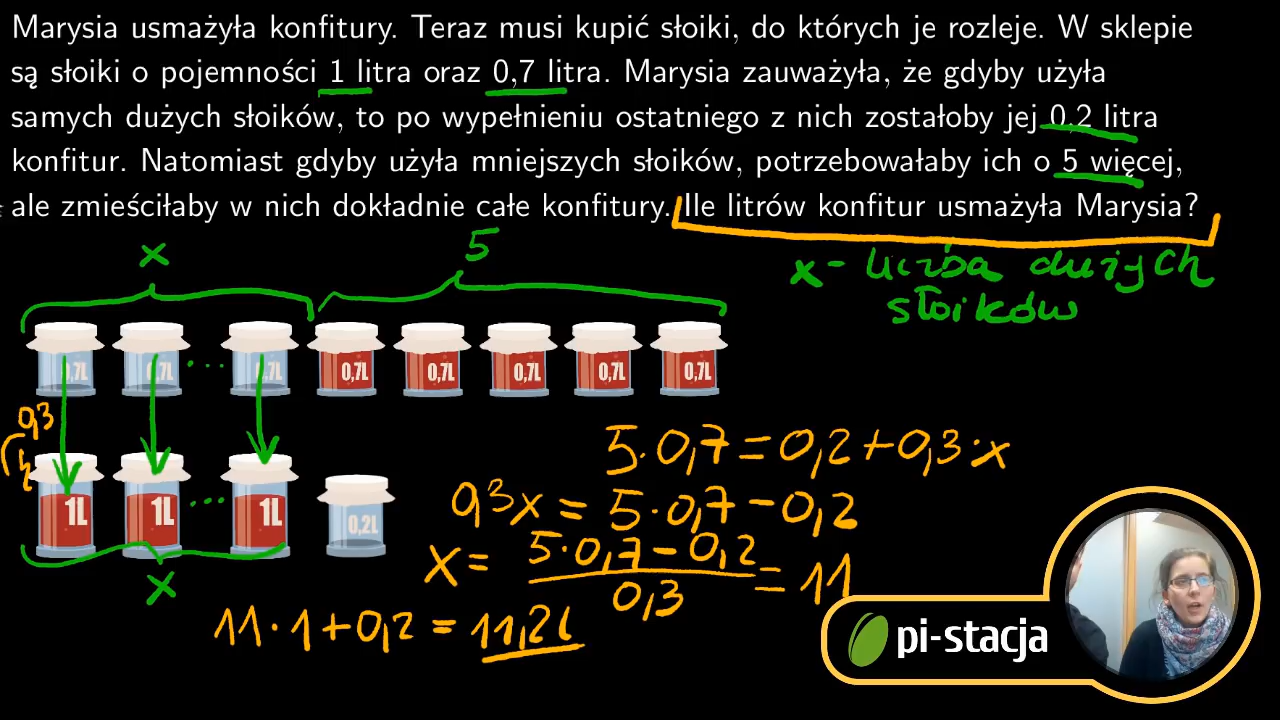 Marysia usmażyła konfitury. Teraz musi kupić słoiki, do których je rozleje. W sklepie
są słoiki o pojemności 1 litra oraz 0,7 litra. Marysia zauważyła, że gdyby użyła
samych dużych słoików, to po wypełnieniu ostatniego z nich zostałoby jej 0,2 litra
konfitur. Natomiast gdyby użyła mniejszych słoików, potrzebowałaby ich o 5 więcej,
ale zmieściłaby w nich dokładnie całe konfitury. Ile litrów konfitur usmażyła Marysia?
x 5
x- liczba dużych
słoików
0,7L 0,7L ... 0,7L 0,7L 0,7L 0,7L 0,7L 0,7L
0,3
1L 1L ... 1L 0,2L
x
5·0,7=0,2+0,3·x
0,3x = 5·0,7-0,2
x= 5·0,7-0,2
0,3
= 11
11·1+0,2 = 11,2l
pi-stacja